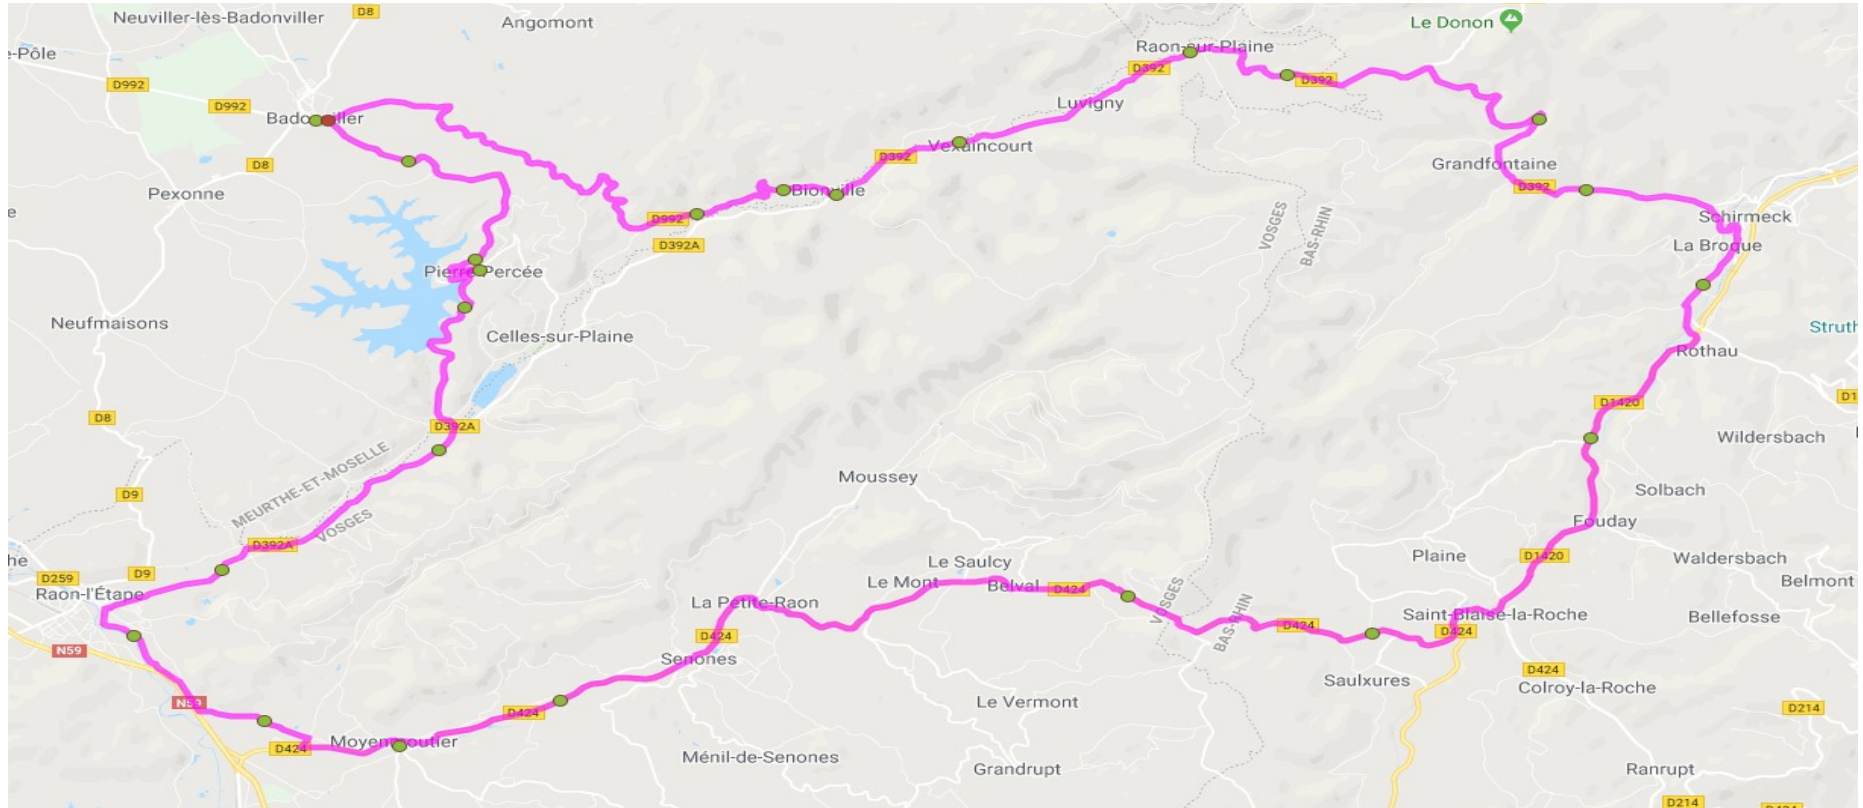 Neuviller-lès-Badonviller
D8
Angomont
Le Donon
e-Pôle
Raon-sur-Plaine
D392
D392
D992
D992
Badonviller
Luvigny
Vexaincourt
D392
D8
Pexonne
Grandfontaine
D392
Bionville
e
D992
D392A
VOSGES
BAS-RHIN
Schirmeck
La Broque
Pierre-Percée
Neufmaisons
Celles-sur-Plaine
Struth
Rothau
D8
D392A
D1420
D1
Wildersbach
MEURTHE-ET-MOSELLE
VOSGES
Moussey
D9
Solbach
Fouday
D392A
he
D259
D9
Raon-l'Étape
Le Saulcy
Le Mont
Belval
D424
Plaine
D1420
Waldersbach
Belmont
La Petite-Raon
VOSGES
BAS-RHIN
D424
Saint-Blaise-la-Roche
D424
Bellefosse
D424
N59
Senones
Saulxures
D424
Colroy-la-Roche
N59
D424
Le Vermont
D214
D424
Moyenmoutier
Ménil-de-Senones
Grandrupt
Ranrupt
D214